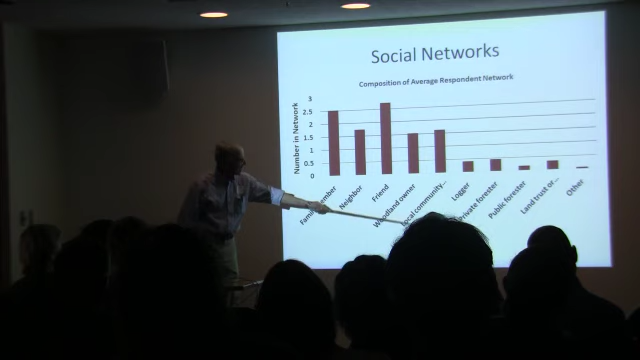 Social Networks
Composition of Average Respondent Network
Number in Network
3
2.5
2
1.5
1
0.5
0
Family member
Neighbor
Friend
Woodland owner
Local community...
Logger
Private forester
Public forester
Land trust or...
Other